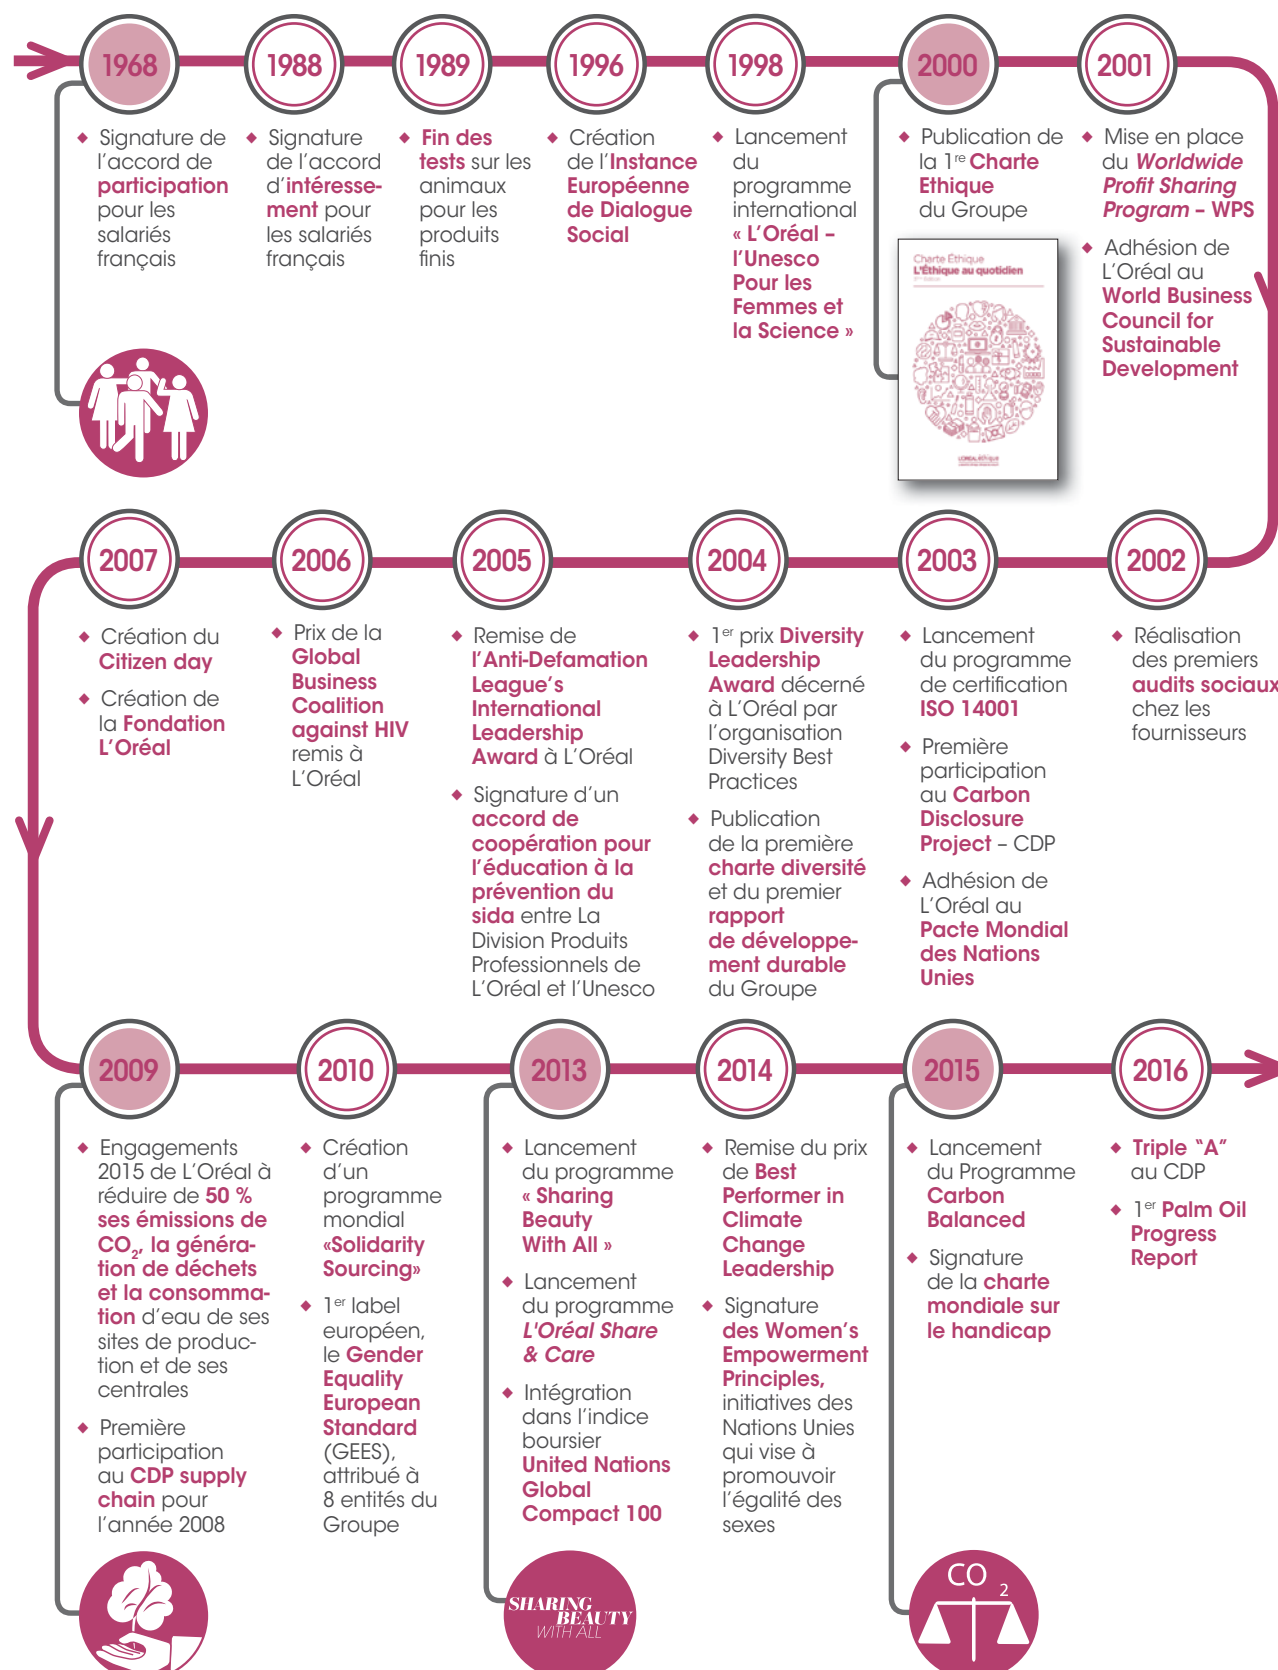 1968
Signature de
l'accord de
participation
pour les
salariés
français
1988
Signature
de l'accord
d'intéresse-
ment pour
les salariés
français
1989
Fin des
tests sur les
animaux
pour les
produits
finis
1996
Création
de l'Instance
Européenne
de Dialogue
Social
1998
Lancement
du
programme
international
« L'Oréal –
l'Unesco
Pour les
Femmes et
la Science »
2000
Publication de
la 1re Charte
Ethique
du Groupe
Charte Éthique
L'Éthique au quotidien
2001
Mise en place
du Worldwide
Profit Sharing
Program – WPS
Adhésion de
L'Oréal au
World Business
Council for
Sustainable
Development
2007
Création du
Citizen day
Création de
la Fondation
L'Oréal
2006
Prix de la
Global
Business
Coalition
against HIV
remis à
L'Oréal
2005
Remise de
l'Anti-Defamation
League's
International
Leadership
Award à L'Oréal
Signature d'un
accord de
coopération pour
l'éducation à la
prévention du
sida entre La
Division Produits
Professionnels de
L'Oréal et l'Unesco
2004
1er prix Diversity
Leadership
Award décerné
à L'Oréal par
l'organisation
Diversity Best
Practices
Publication
de la première
charte diversité
et du premier
rapport
de développe-
ment durable
du Groupe
2003
Lancement
du programme
de certification
ISO 14001
Première
participation
au Carbon
Disclosure
Project – CDP
Adhésion de
L'Oréal au
Pacte Mondial
des Nations
Unies
2002
Réalisation
des premiers
audits sociaux
chez les
fournisseurs
2009
Engagements
2015 de L'Oréal à
réduire de 50 %
ses émissions de
CO2, la généra-
tion de déchets
et la consomma-
tion d'eau de ses
sites de produc-
tion et de ses
centrales
Première
participation
au CDP supply
chain pour
l'année 2008
2010
Création
d'un
programme
mondial
«Solidarity
Sourcing»
1er label
européen,
le Gender
Equality
European
Standard
(GEES),
attribué à
8 entités du
Groupe
2013
Lancement
du programme
« Sharing
Beauty
With All »
Lancement
du programme
L'Oréal Share
& Care
Intégration
dans l'indice
boursier
United Nations
Global
Compact 100
SHARING
BEAUTY
WITH ALL
2014
Remise du prix
de Best
Performer in
Climate
Change
Leadership
Signature
des Women's
Empowerment
Principles,
initiatives des
Nations Unies
qui vise à
promouvoir
l'égalité des
sexes
2015
Lancement
du Programme
Carbon
Balanced
Signature
de la charte
mondiale sur
le handicap
CO2
2016
Triple "A"
au CDP
1er Palm Oil
Progress
Report